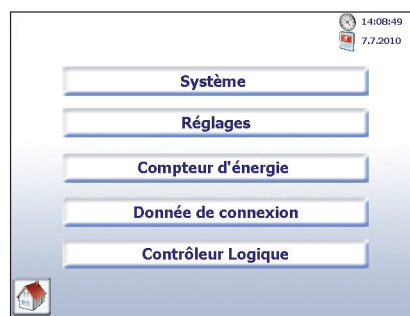 14:08:49
7.7.2010
Système
Réglages
Compteur d'énergie
Donnée de connexion
Contrôleur Logique